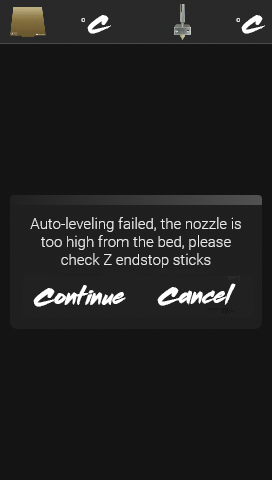 °C °C
Auto-leveling failed, the nozzle is
too high from the bed, please
check Z endstop sticks
Continue Cancel